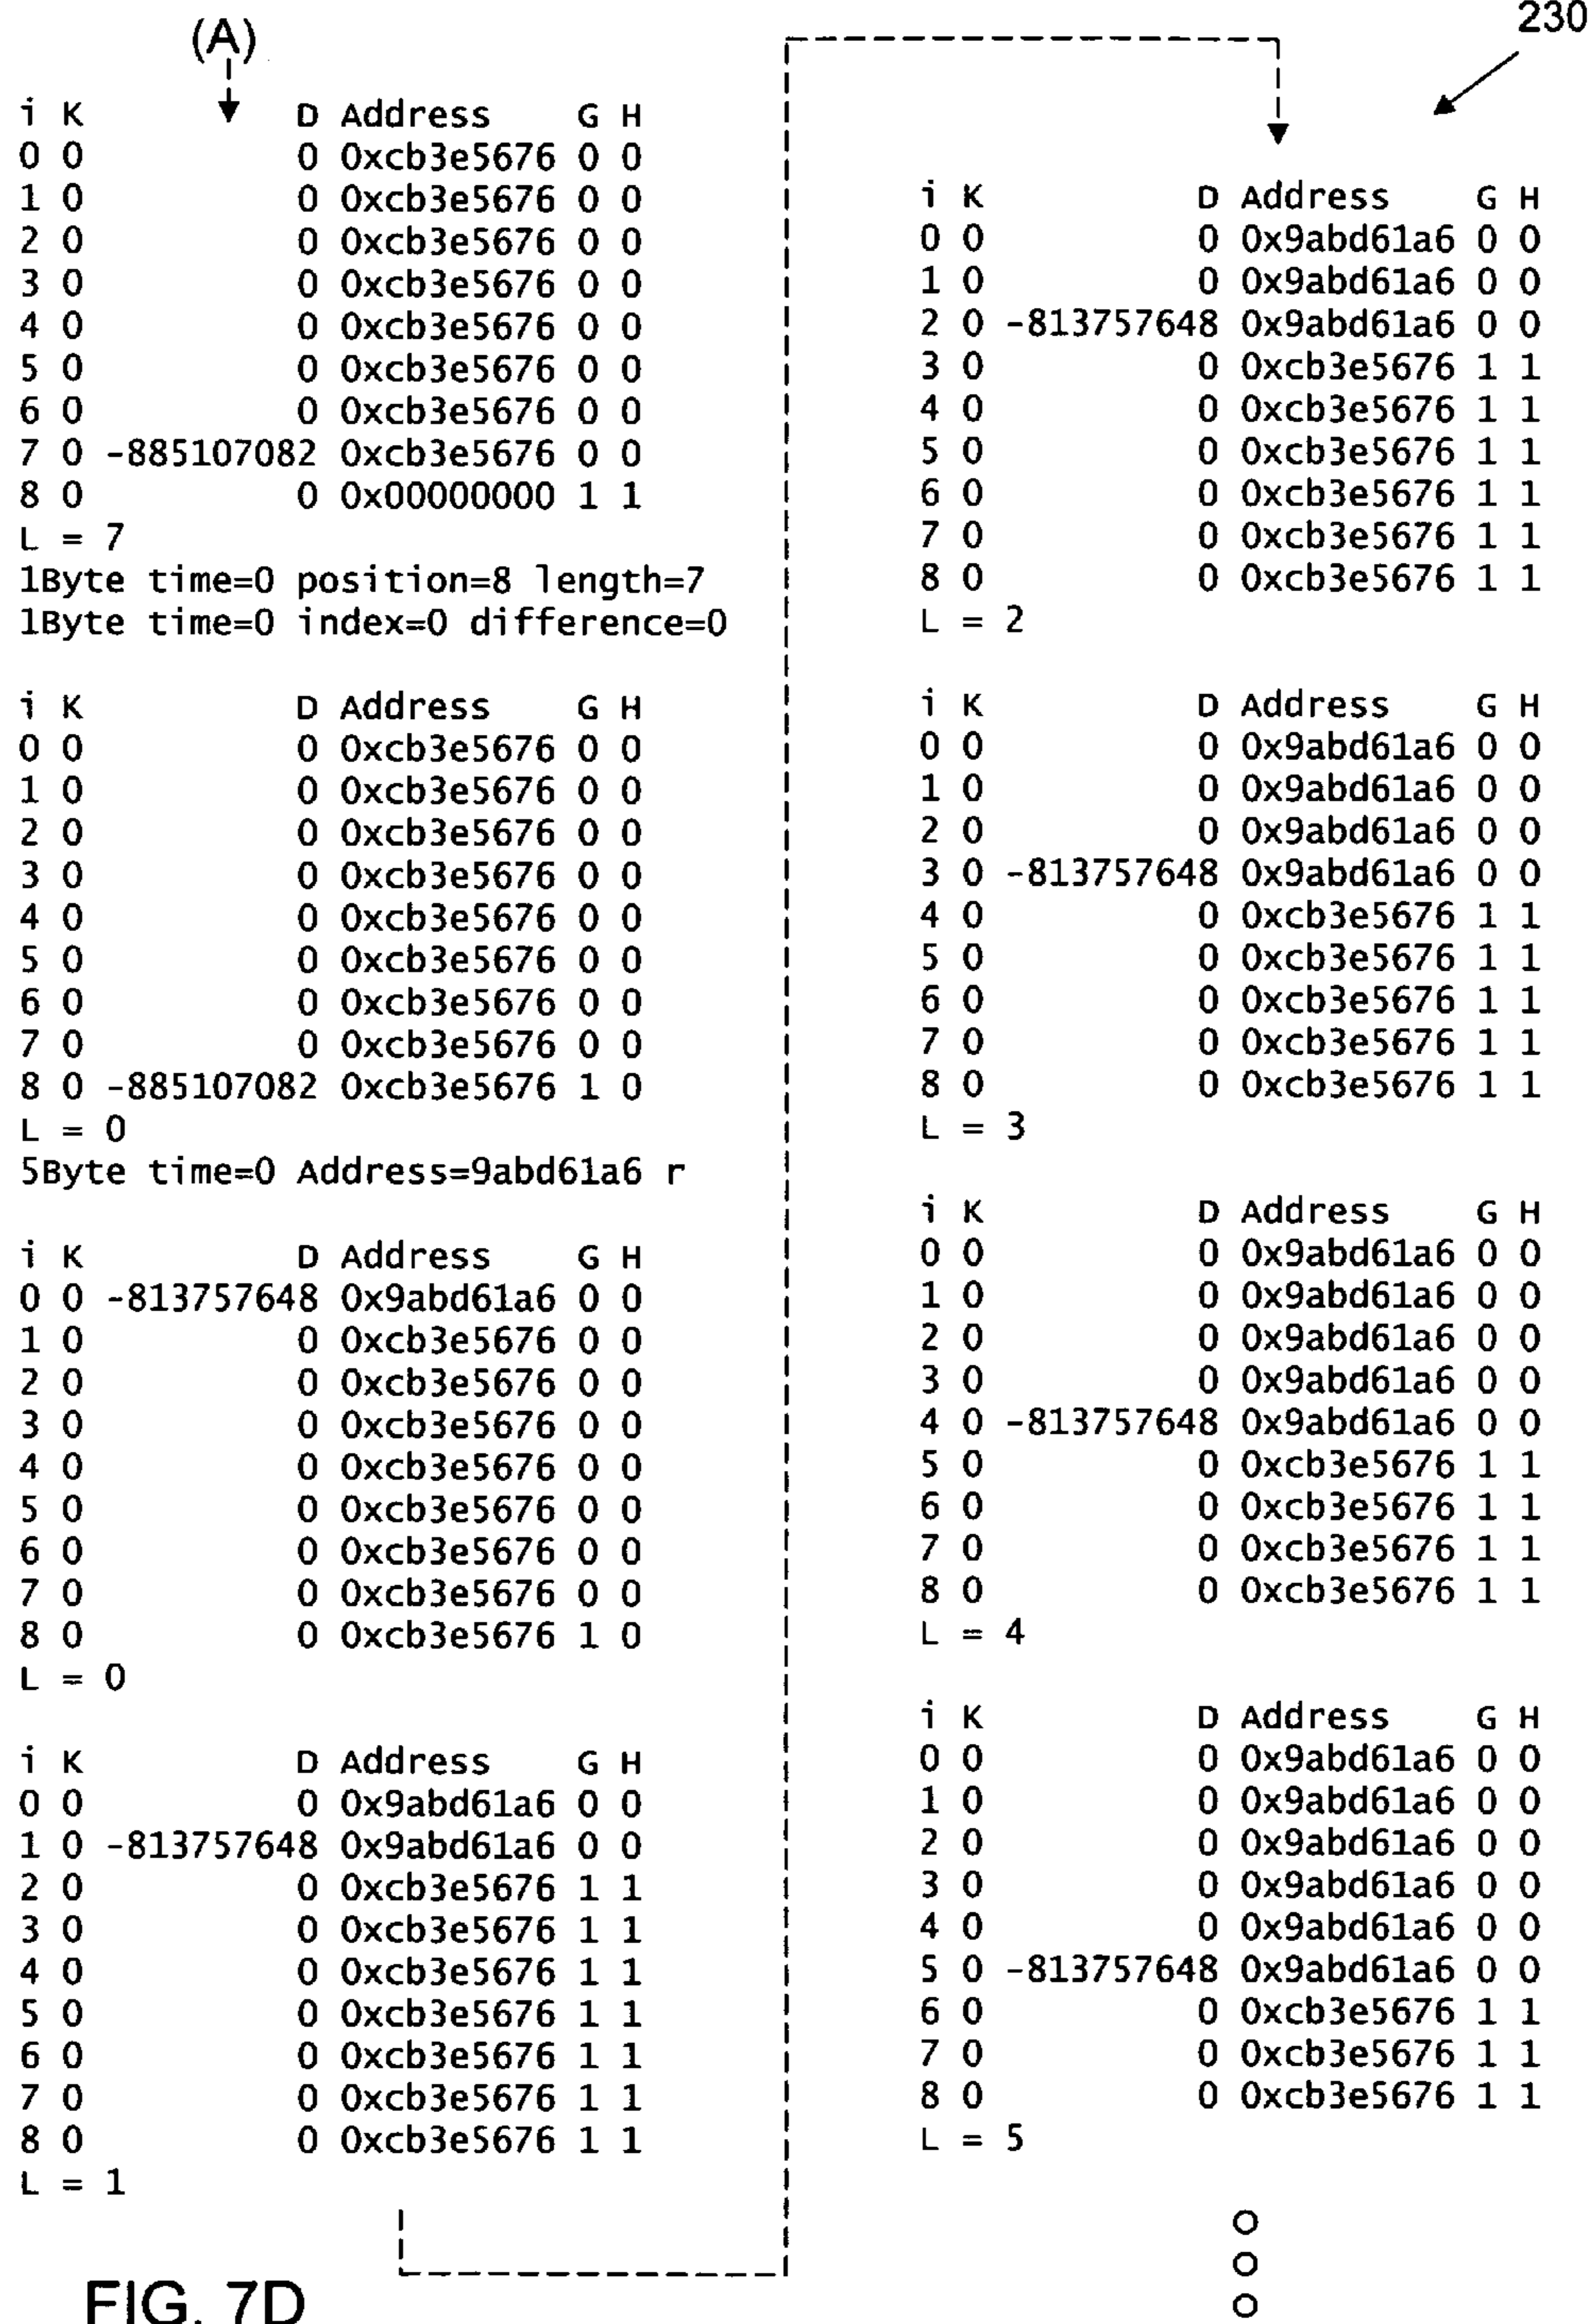 230
(A)
i K D Address G H
0 0 0 0xcb3e5676 0 0
1 0 0 0xcb3e5676 0 0
2 0 0 0xcb3e5676 0 0
3 0 0 0xcb3e5676 0 0
4 0 0 0xcb3e5676 0 0
5 0 0 0xcb3e5676 0 0
6 0 0 0xcb3e5676 0 0
7 0 -885107082 0xcb3e5676 0 0
8 0 0 0x00000000 1 1
L = 7
1Byte time=0 position=8 length=7
1Byte time=0 index=0 difference=0
i K D Address G H
0 0 0 0xcb3e5676 0 0
1 0 0 0xcb3e5676 0 0
2 0 0 0xcb3e5676 0 0
3 0 0 0xcb3e5676 0 0
4 0 0 0xcb3e5676 0 0
5 0 0 0xcb3e5676 0 0
6 0 0 0xcb3e5676 0 0
7 0 0 0xcb3e5676 0 0
8 0 -885107082 0xcb3e5676 1 0
L = 0
5Byte time=0 Address=9abd61a6 r
i K D Address G H
0 0 -813757648 0x9abd61a6 0 0
1 0 0 0xcb3e5676 0 0
2 0 0 0xcb3e5676 0 0
3 0 0 0xcb3e5676 0 0
4 0 0 0xcb3e5676 0 0
5 0 0 0xcb3e5676 0 0
6 0 0 0xcb3e5676 0 0
7 0 0 0xcb3e5676 0 0
8 0 0 0xcb3e5676 1 0
L = 0
i K D Address G H
0 0 0 0x9abd61a6 0 0
1 0 -813757648 0x9abd61a6 0 0
2 0 0 0xcb3e5676 1 1
3 0 0 0xcb3e5676 1 1
4 0 0 0xcb3e5676 1 1
5 0 0 0xcb3e5676 1 1
6 0 0 0xcb3e5676 1 1
7 0 0 0xcb3e5676 1 1
8 0 0 0xcb3e5676 1 1
L = 1
i K D Address G H
0 0 0 0x9abd61a6 0 0
1 0 0 0x9abd61a6 0 0
2 0 -813757648 0x9abd61a6 0 0
3 0 0 0xcb3e5676 1 1
4 0 0 0xcb3e5676 1 1
5 0 0 0xcb3e5676 1 1
6 0 0 0xcb3e5676 1 1
7 0 0 0xcb3e5676 1 1
8 0 0 0xcb3e5676 1 1
L = 2
i K D Address G H
0 0 0 0x9abd61a6 0 0
1 0 0 0x9abd61a6 0 0
2 0 0 0x9abd61a6 0 0
3 0 -813757648 0x9abd61a6 0 0
4 0 0 0xcb3e5676 1 1
5 0 0 0xcb3e5676 1 1
6 0 0 0xcb3e5676 1 1
7 0 0 0xcb3e5676 1 1
8 0 0 0xcb3e5676 1 1
L = 3
i K D Address G H
0 0 0 0x9abd61a6 0 0
1 0 0 0x9abd61a6 0 0
2 0 0 0x9abd61a6 0 0
3 0 0 0x9abd61a6 0 0
4 0 -813757648 0x9abd61a6 0 0
5 0 0 0xcb3e5676 1 1
6 0 0 0xcb3e5676 1 1
7 0 0 0xcb3e5676 1 1
8 0 0 0xcb3e5676 1 1
L = 4
i K D Address G H
0 0 0 0x9abd61a6 0 0
1 0 0 0x9abd61a6 0 0
2 0 0 0x9abd61a6 0 0
3 0 0 0x9abd61a6 0 0
4 0 0 0x9abd61a6 0 0
5 0 -813757648 0x9abd61a6 0 0
6 0 0 0xcb3e5676 1 1
7 0 0 0xcb3e5676 1 1
8 0 0 0xcb3e5676 1 1
L = 5
FIG. 7D